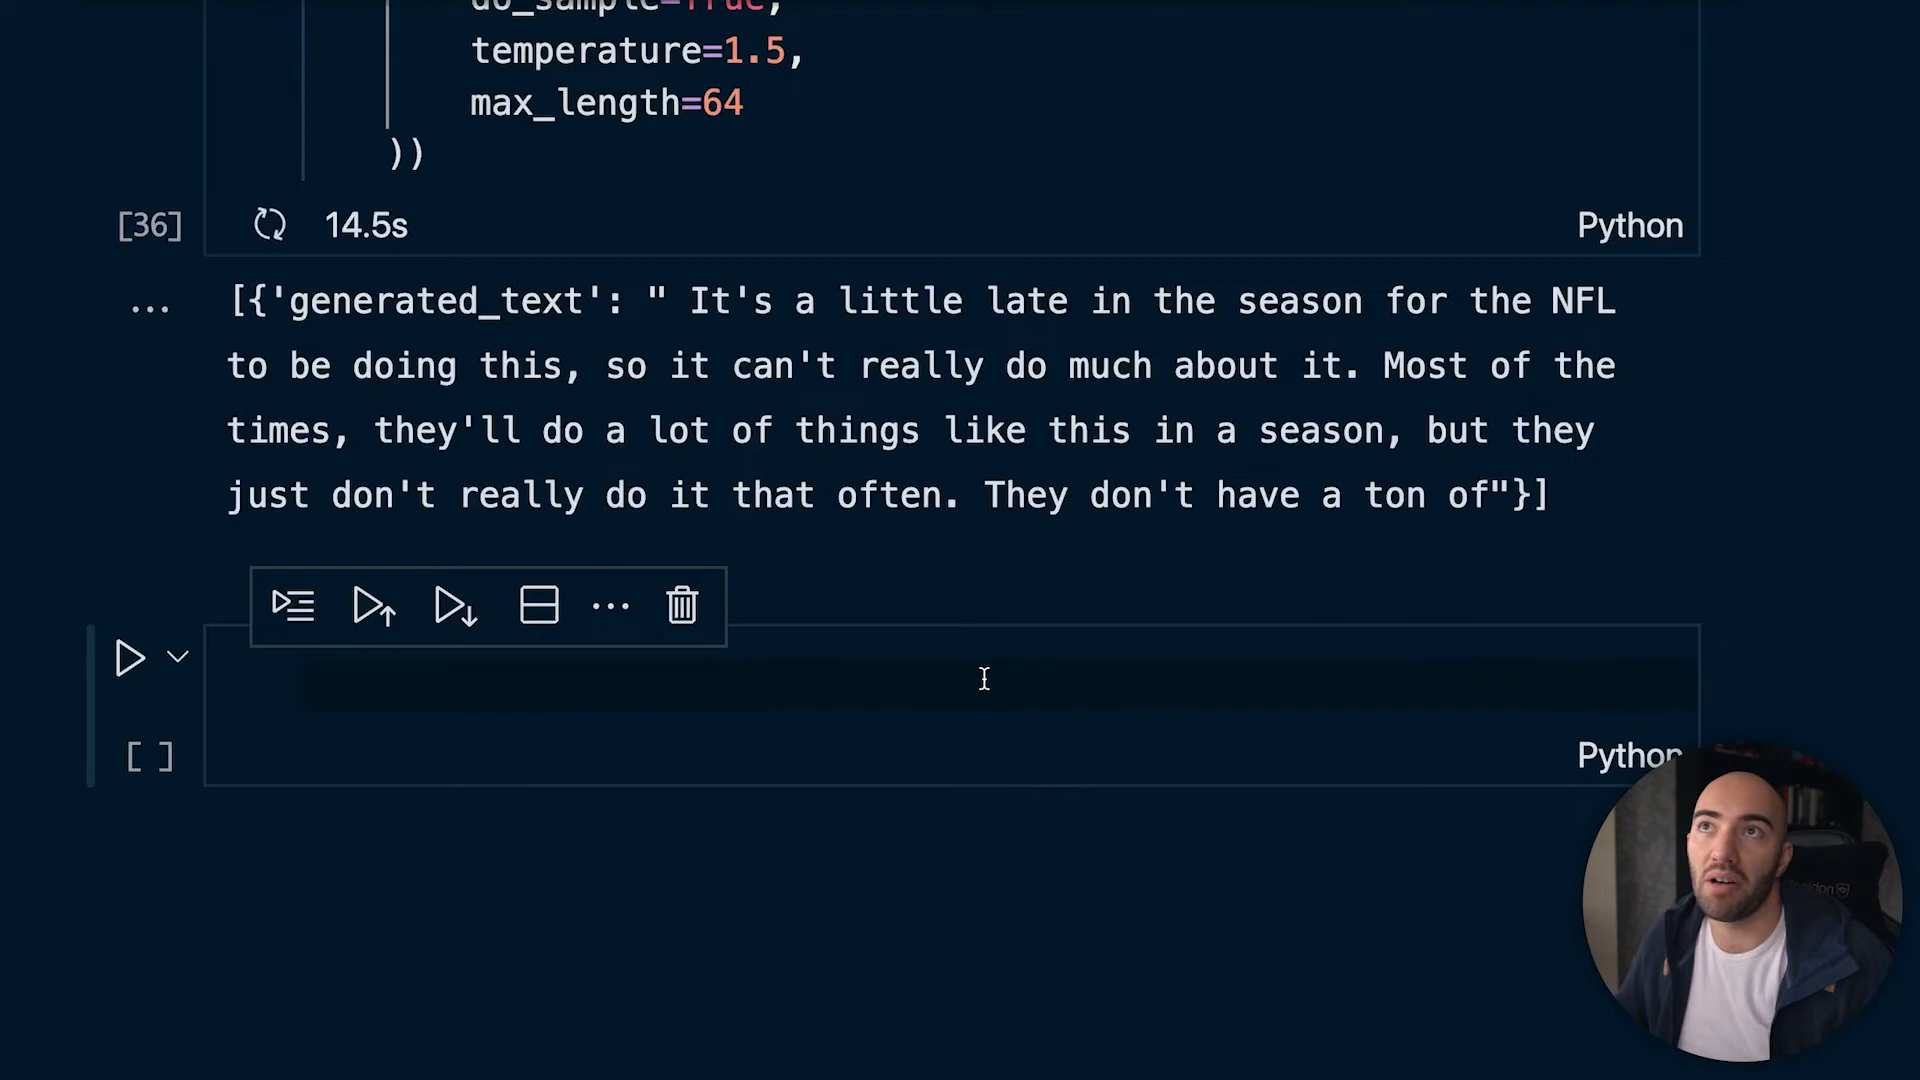 do_sample=True,
temperature=1.5,
max_length=64
))
[36] 14.5s Python
[{'generated_text': " It's a little late in the season for the NFL
to be doing this, so it can't really do much about it. Most of the
times, they'll do a lot of things like this in a season, but they
just don't really do it that often. They don't have a ton of"}]
[ ] Python